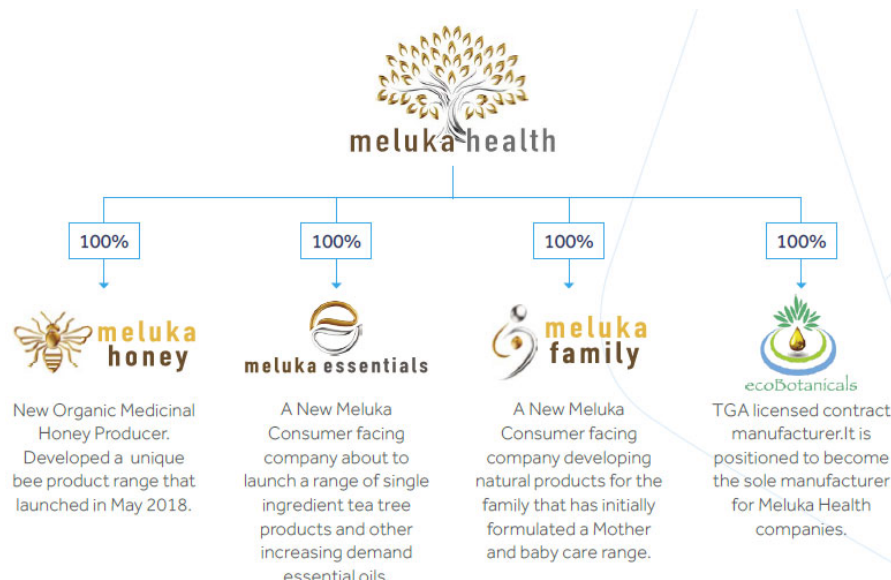 meluka health
100%
100%
100%
100%
meluka
honey
meluka essentials
meluka
family
ecoBotanicals
New Organic Medicinal
Honey Producer.
Developed a unique
bee product range that
launched in May 2018.
A New Meluka
Consumer facing
company about to
launch a range of single
ingredient tea tree
products and other
increasing demand
essential oils
A New Meluka
Consumer facing
company developing
natural products for the
family that has initially
formulated a Mother
and baby care range.
TGA licensed contract
manufacturer.It is
positioned to become
the sole manufacturer
for Meluka Health
companies.